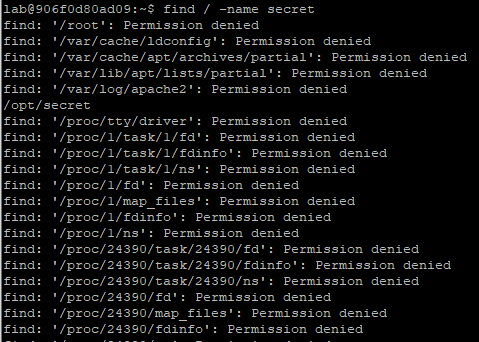 lab@906f0d80ad09:~$ find / -name secret
find: '/root': Permission denied
find: '/var/cache/ldconfig': Permission denied
find: '/var/cache/apt/archives/partial': Permission denied
find: '/var/lib/apt/lists/partial': Permission denied
find: '/var/log/apache2': Permission denied
/opt/secret
find: '/proc/tty/driver': Permission denied
find: '/proc/1/task/1/fd': Permission denied
find: '/proc/1/task/1/fdinfo': Permission denied
find: '/proc/1/task/1/ns': Permission denied
find: '/proc/1/fd': Permission denied
find: '/proc/1/map_files': Permission denied
find: '/proc/1/fdinfo': Permission denied
find: '/proc/1/ns': Permission denied
find: '/proc/24390/task/24390/fd': Permission denied
find: '/proc/24390/task/24390/fdinfo': Permission denied
find: '/proc/24390/task/24390/ns': Permission denied
find: '/proc/24390/fd': Permission denied
find: '/proc/24390/map_files': Permission denied
find: '/proc/24390/fdinfo': Permission denied